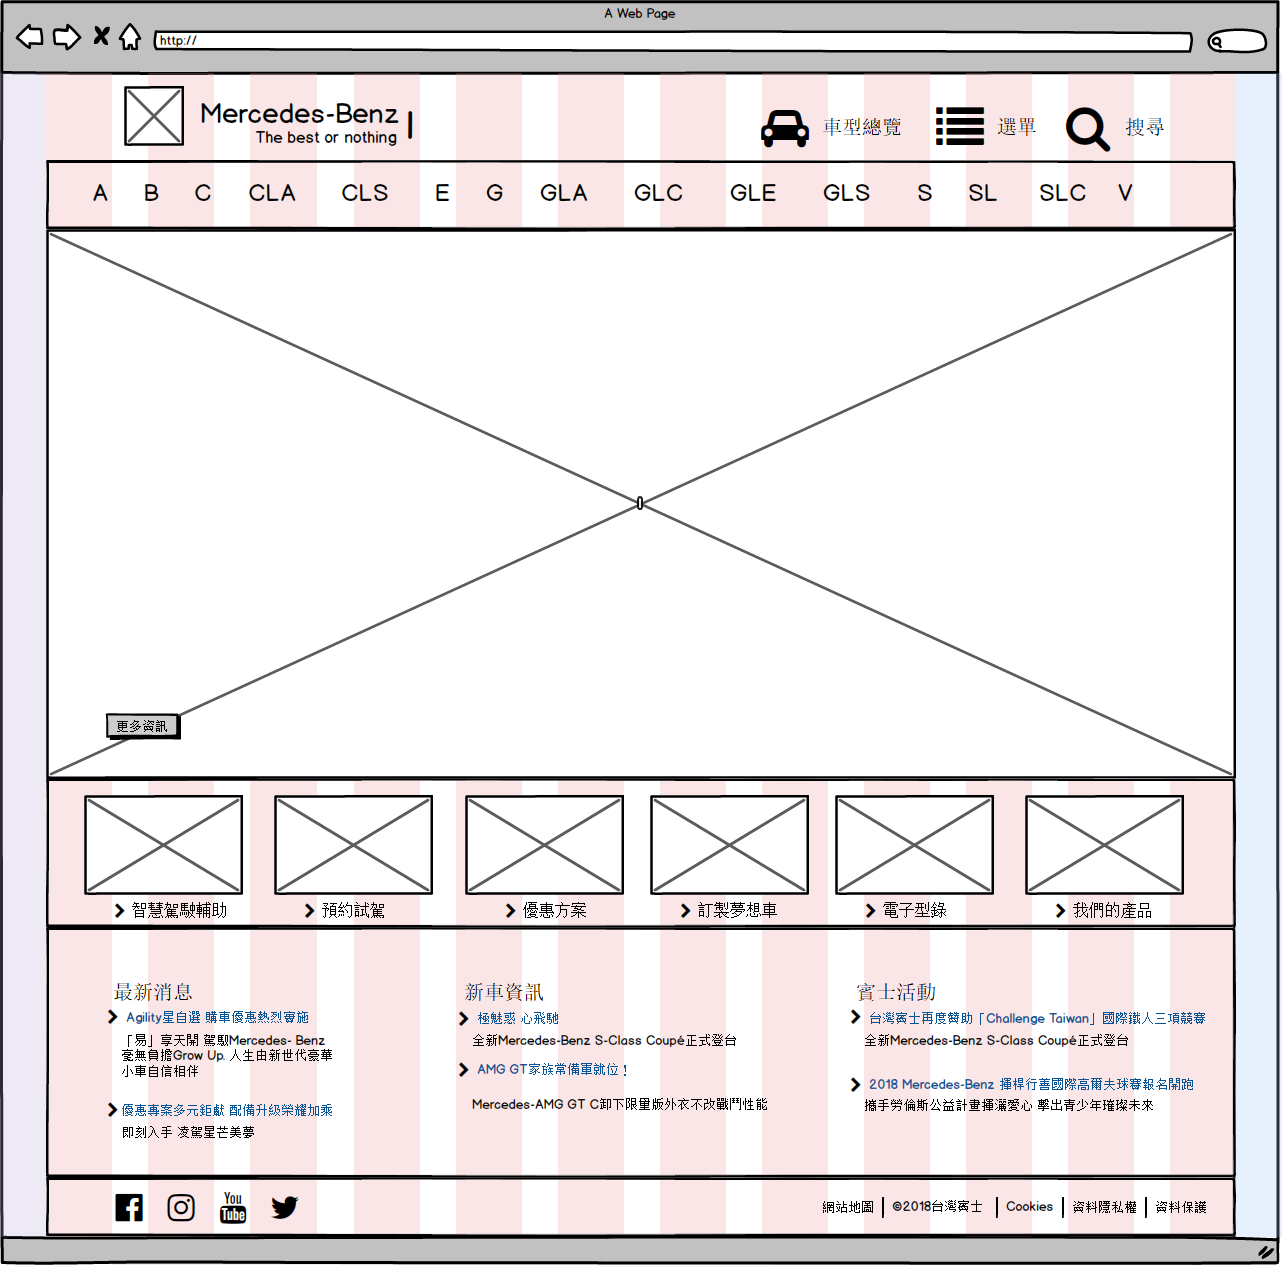 A Web Page
http://
Mercedes-Benz
The best or nothing
車型總覽
選單
搜尋
A B C CLA CLS E G GLA GLC GLE GLS S SL SLC V
更多資訊
智慧駕駛輔助
預約試駕
優惠方案
訂製夢想車
電子型錄
我們的產品
最新消息
Agility星自選 購車優惠熱烈實施
「易」享天開 駕馭Mercedes- Benz
毫無負擔Grow Up. 人生由新世代豪華
小車自信相伴
優惠專案多元鉅獻 配備升級榮耀加乘
即刻入手 凌駕星芒美夢
新車資訊
極魅惑 心飛馳
全新Mercedes-Benz S-Class Coupé正式登台
AMG GT家族常備軍就位！
Mercedes-AMG GT C卸下限量版外衣不改戰鬥性能
賓士活動
台灣賓士再度贊助「Challenge Taiwan」國際鐵人三項競賽
全新Mercedes-Benz S-Class Coupé正式登台
2018 Mercedes-Benz 揮桿行善國際高爾夫球賽報名開跑
攜手勞倫斯公益計畫揮灑愛心 擊出青少年璀璨未來
You
Tube
網站地圖
©2018台灣賓士
Cookies
資料隱私權
資料保護